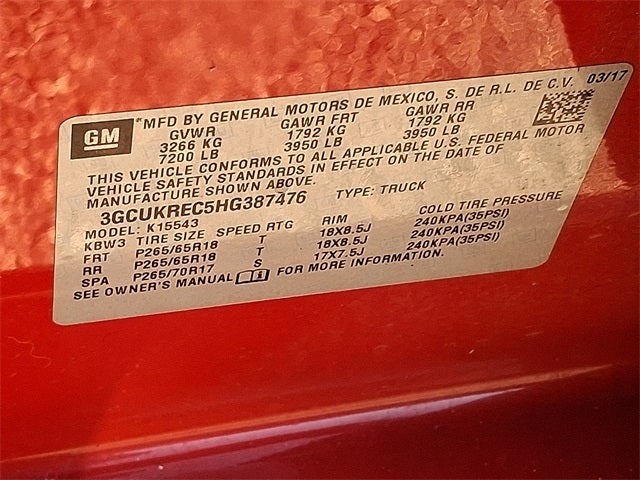 GM
MFD BY GENERAL MOTORS DE MEXICO, S. DE R.L. DE C.V. 03/17
GVWR GAWR FRT GAWR RR
3266 KG 1792 KG 1792 KG
7200 LB 3950 LB 3950 LB
THIS VEHICLE CONFORMS TO ALL APPLICABLE U.S. FEDERAL MOTOR
VEHICLE SAFETY STANDARDS IN EFFECT ON THE DATE OF
MANUFACTURE SHOWN ABOVE.
3GCUKREC5HG387476 TYPE: TRUCK
MODEL: K15543
KBW3 TIRE SIZE SPEED RTG RIM COLD TIRE PRESSURE
FRT P265/65R18 T 18X8.5J 240KPA(35PSI)
RR P265/65R18 T 18X8.5J 240KPA(35PSI)
SPA P265/70R17 S 17X7.5J 240KPA(35PSI)
SEE OWNER'S MANUAL FOR MORE INFORMATION.